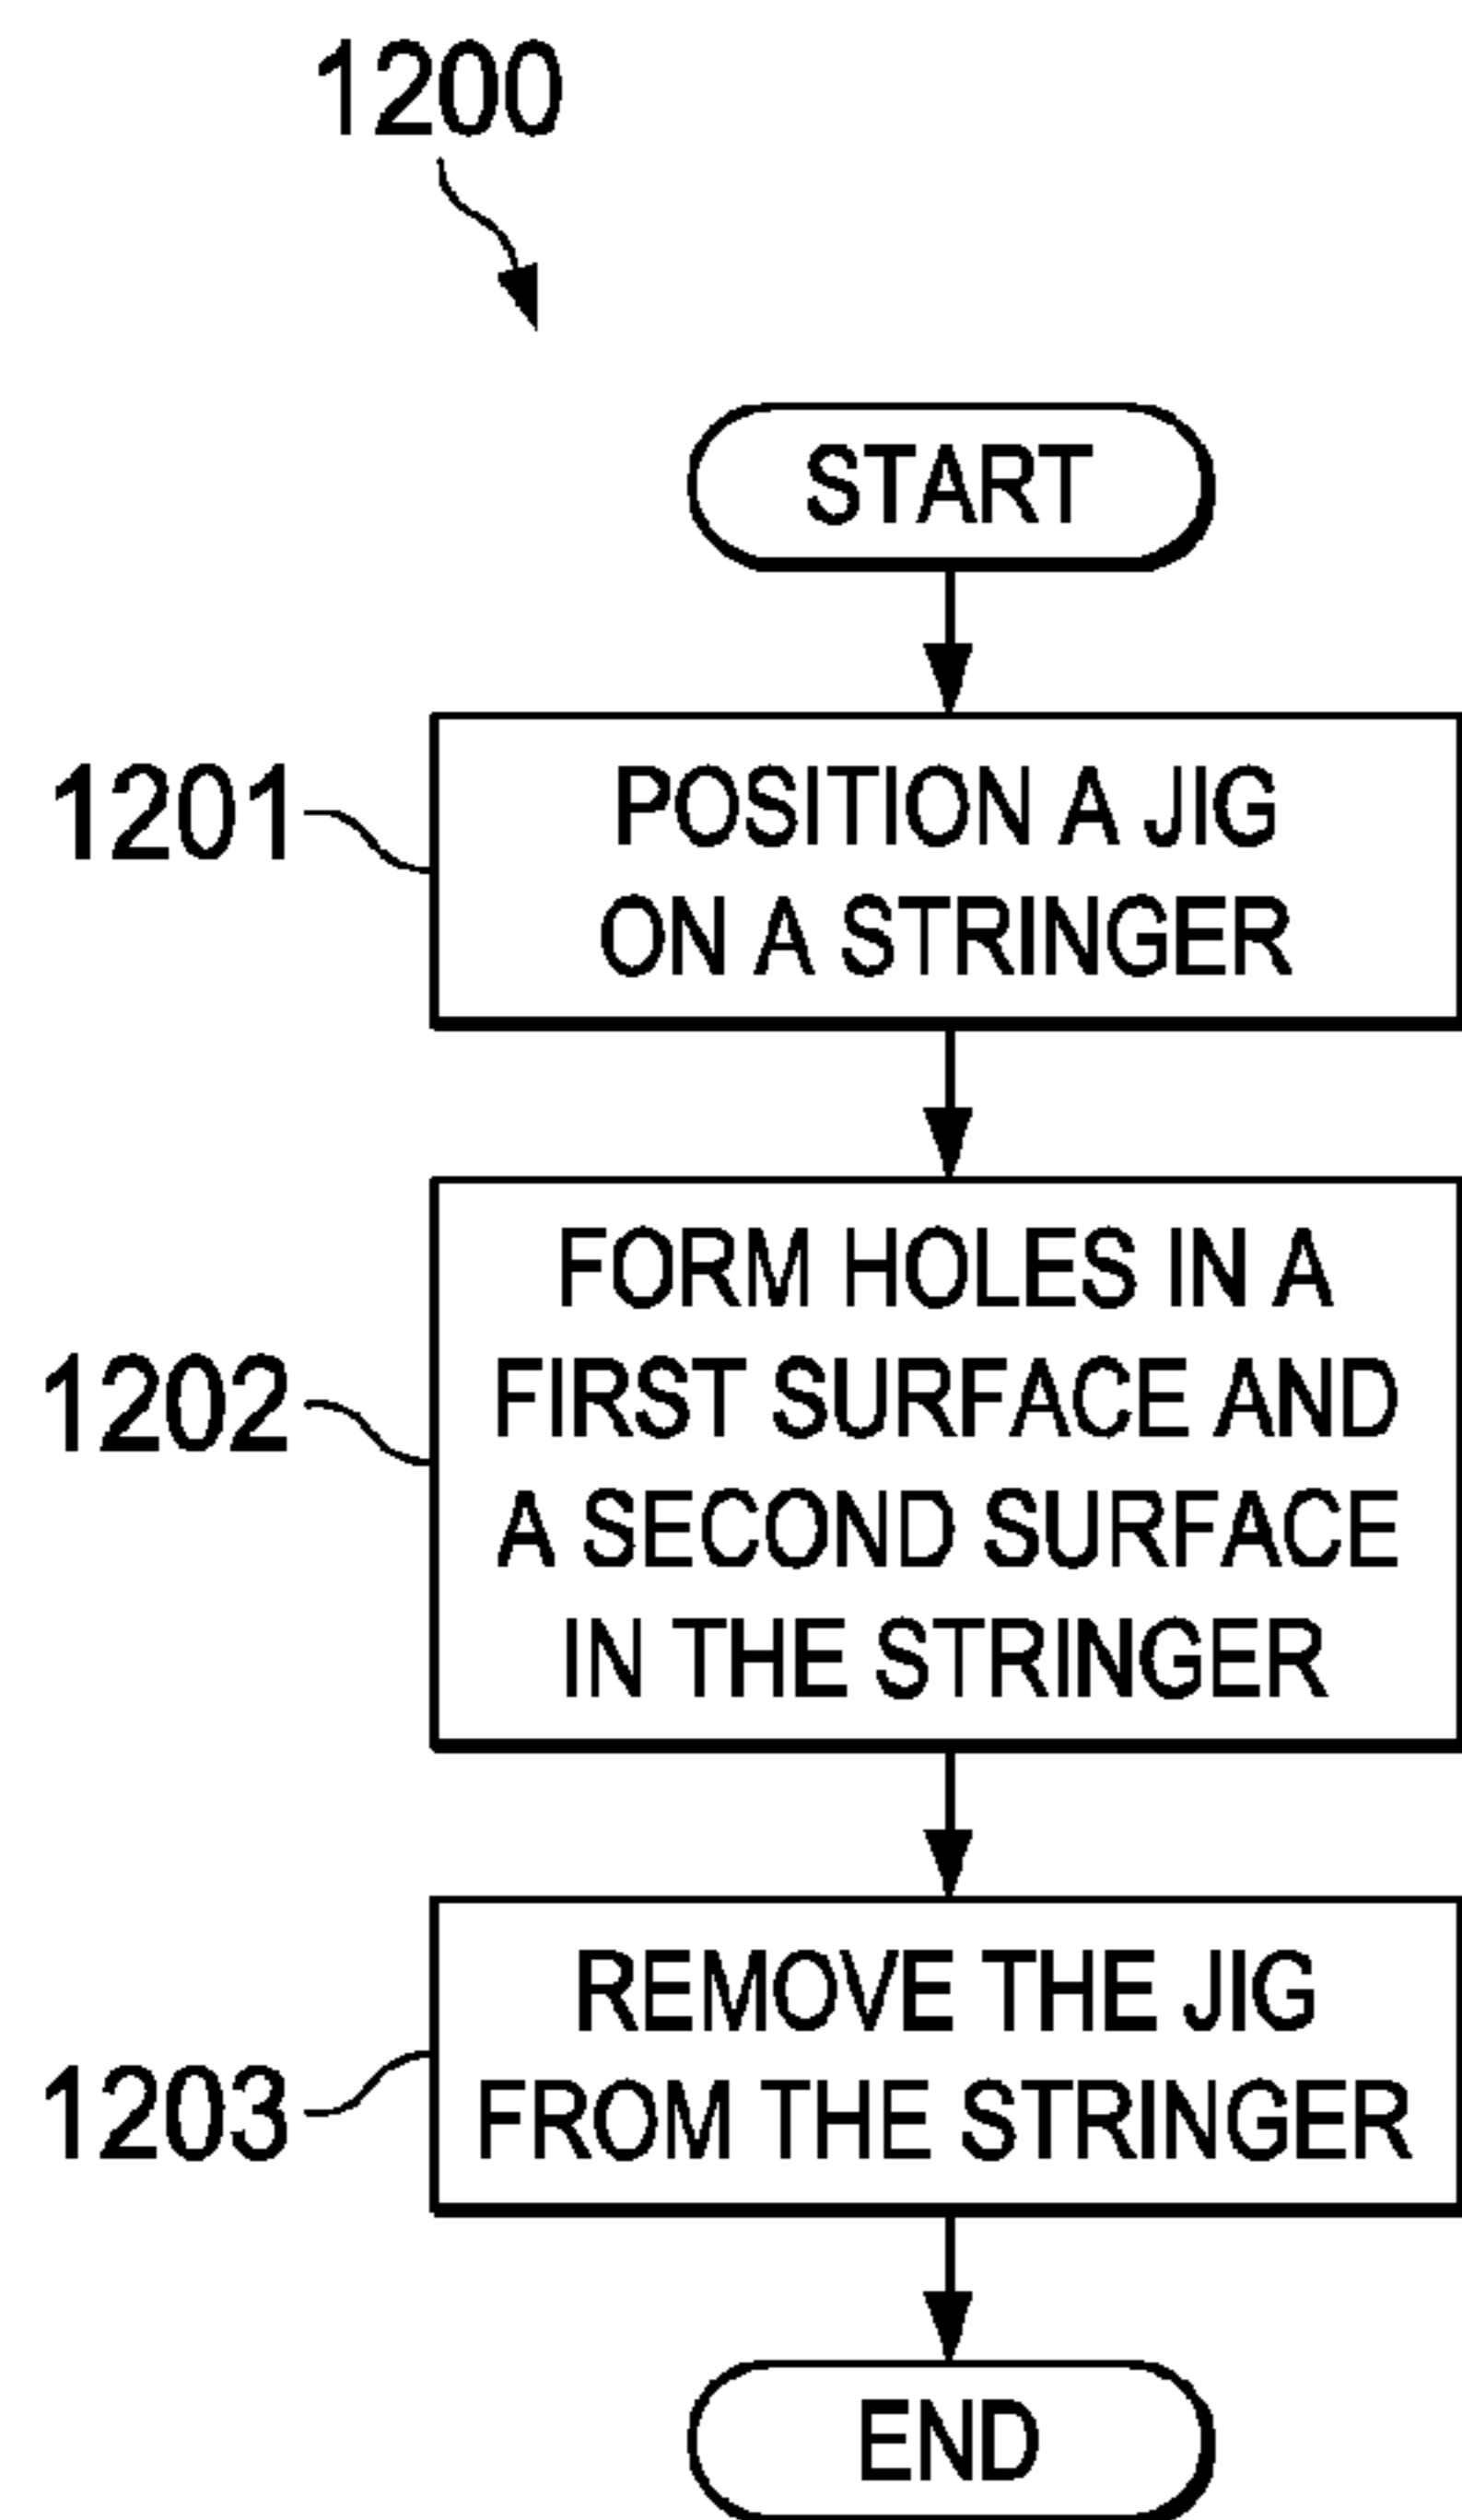 1200
START
1201
POSITION A JIG
ON A STRINGER
1202
FORM HOLES IN A
FIRST SURFACE AND
A SECOND SURFACE
IN THE STRINGER
1203
REMOVE THE JIG
FROM THE STRINGER
END